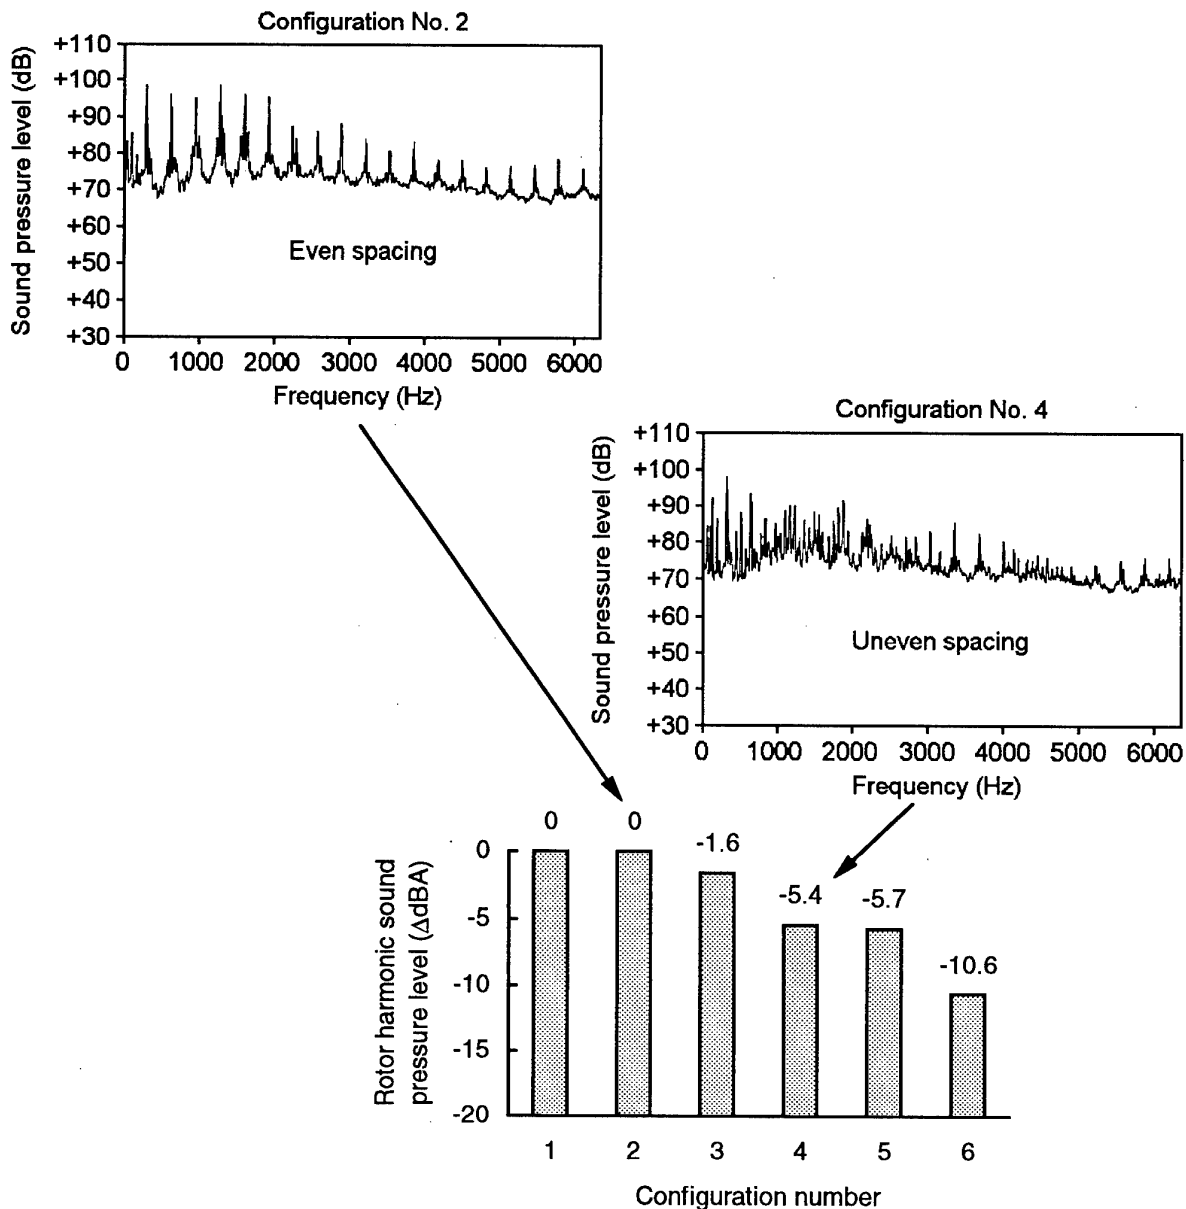 Configuration No. 2
Sound pressure level (dB)
+110
+100
+90
+80
+70
+60
+50
+40
+30
Even spacing
0 1000 2000 3000 4000 5000 6000
Frequency (Hz)
Configuration No. 4
Sound pressure level (dB)
+110
+100
+90
+80
+70
+60
+50
+40
+30
Uneven spacing
0 1000 2000 3000 4000 5000 6000
Frequency (Hz)
Rotor harmonic sound
pressure level (ΔdBA)
0
-5
-10
-15
-20
0 0 -1.6 -5.4 -5.7 -10.6
1 2 3 4 5 6
Configuration number